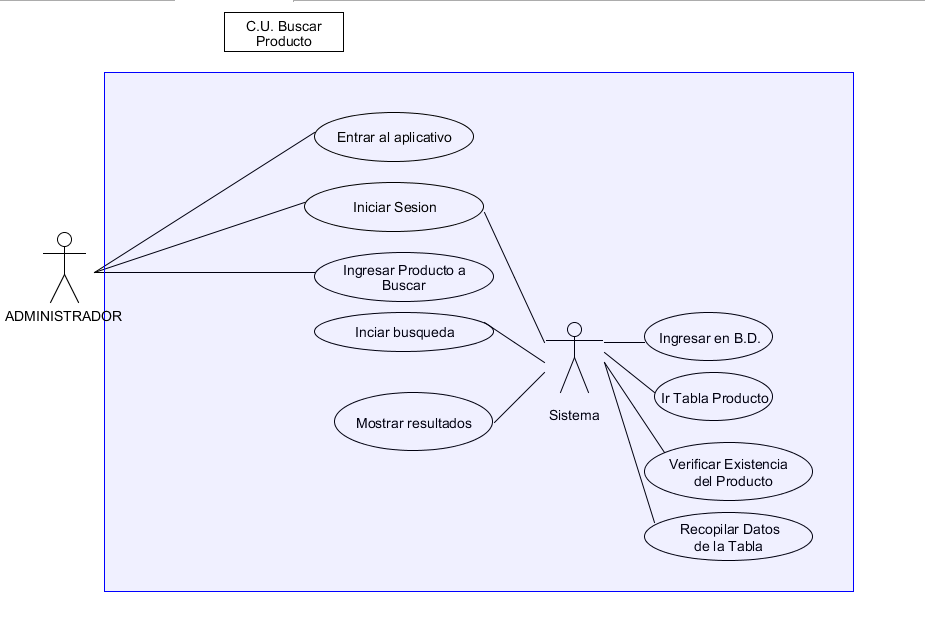 C.U. Buscar
Producto
Entrar al aplicativo
Iniciar Sesion
Ingresar Producto a
Buscar
ADMINISTRADOR
Inciar busqueda
Mostrar resultados
Sistema
Ingresar en B.D.
Ir Tabla Producto
Verificar Existencia
del Producto
Recopilar Datos
de la Tabla